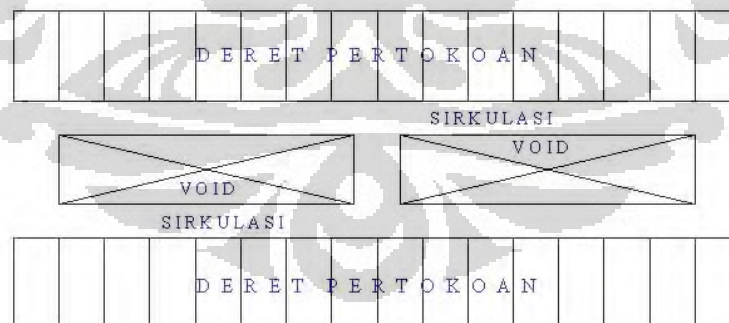 DERET PERTOKOAN
SIRKULASI
VOID
VOID
SIRKULASI
DERET PERTOKOAN